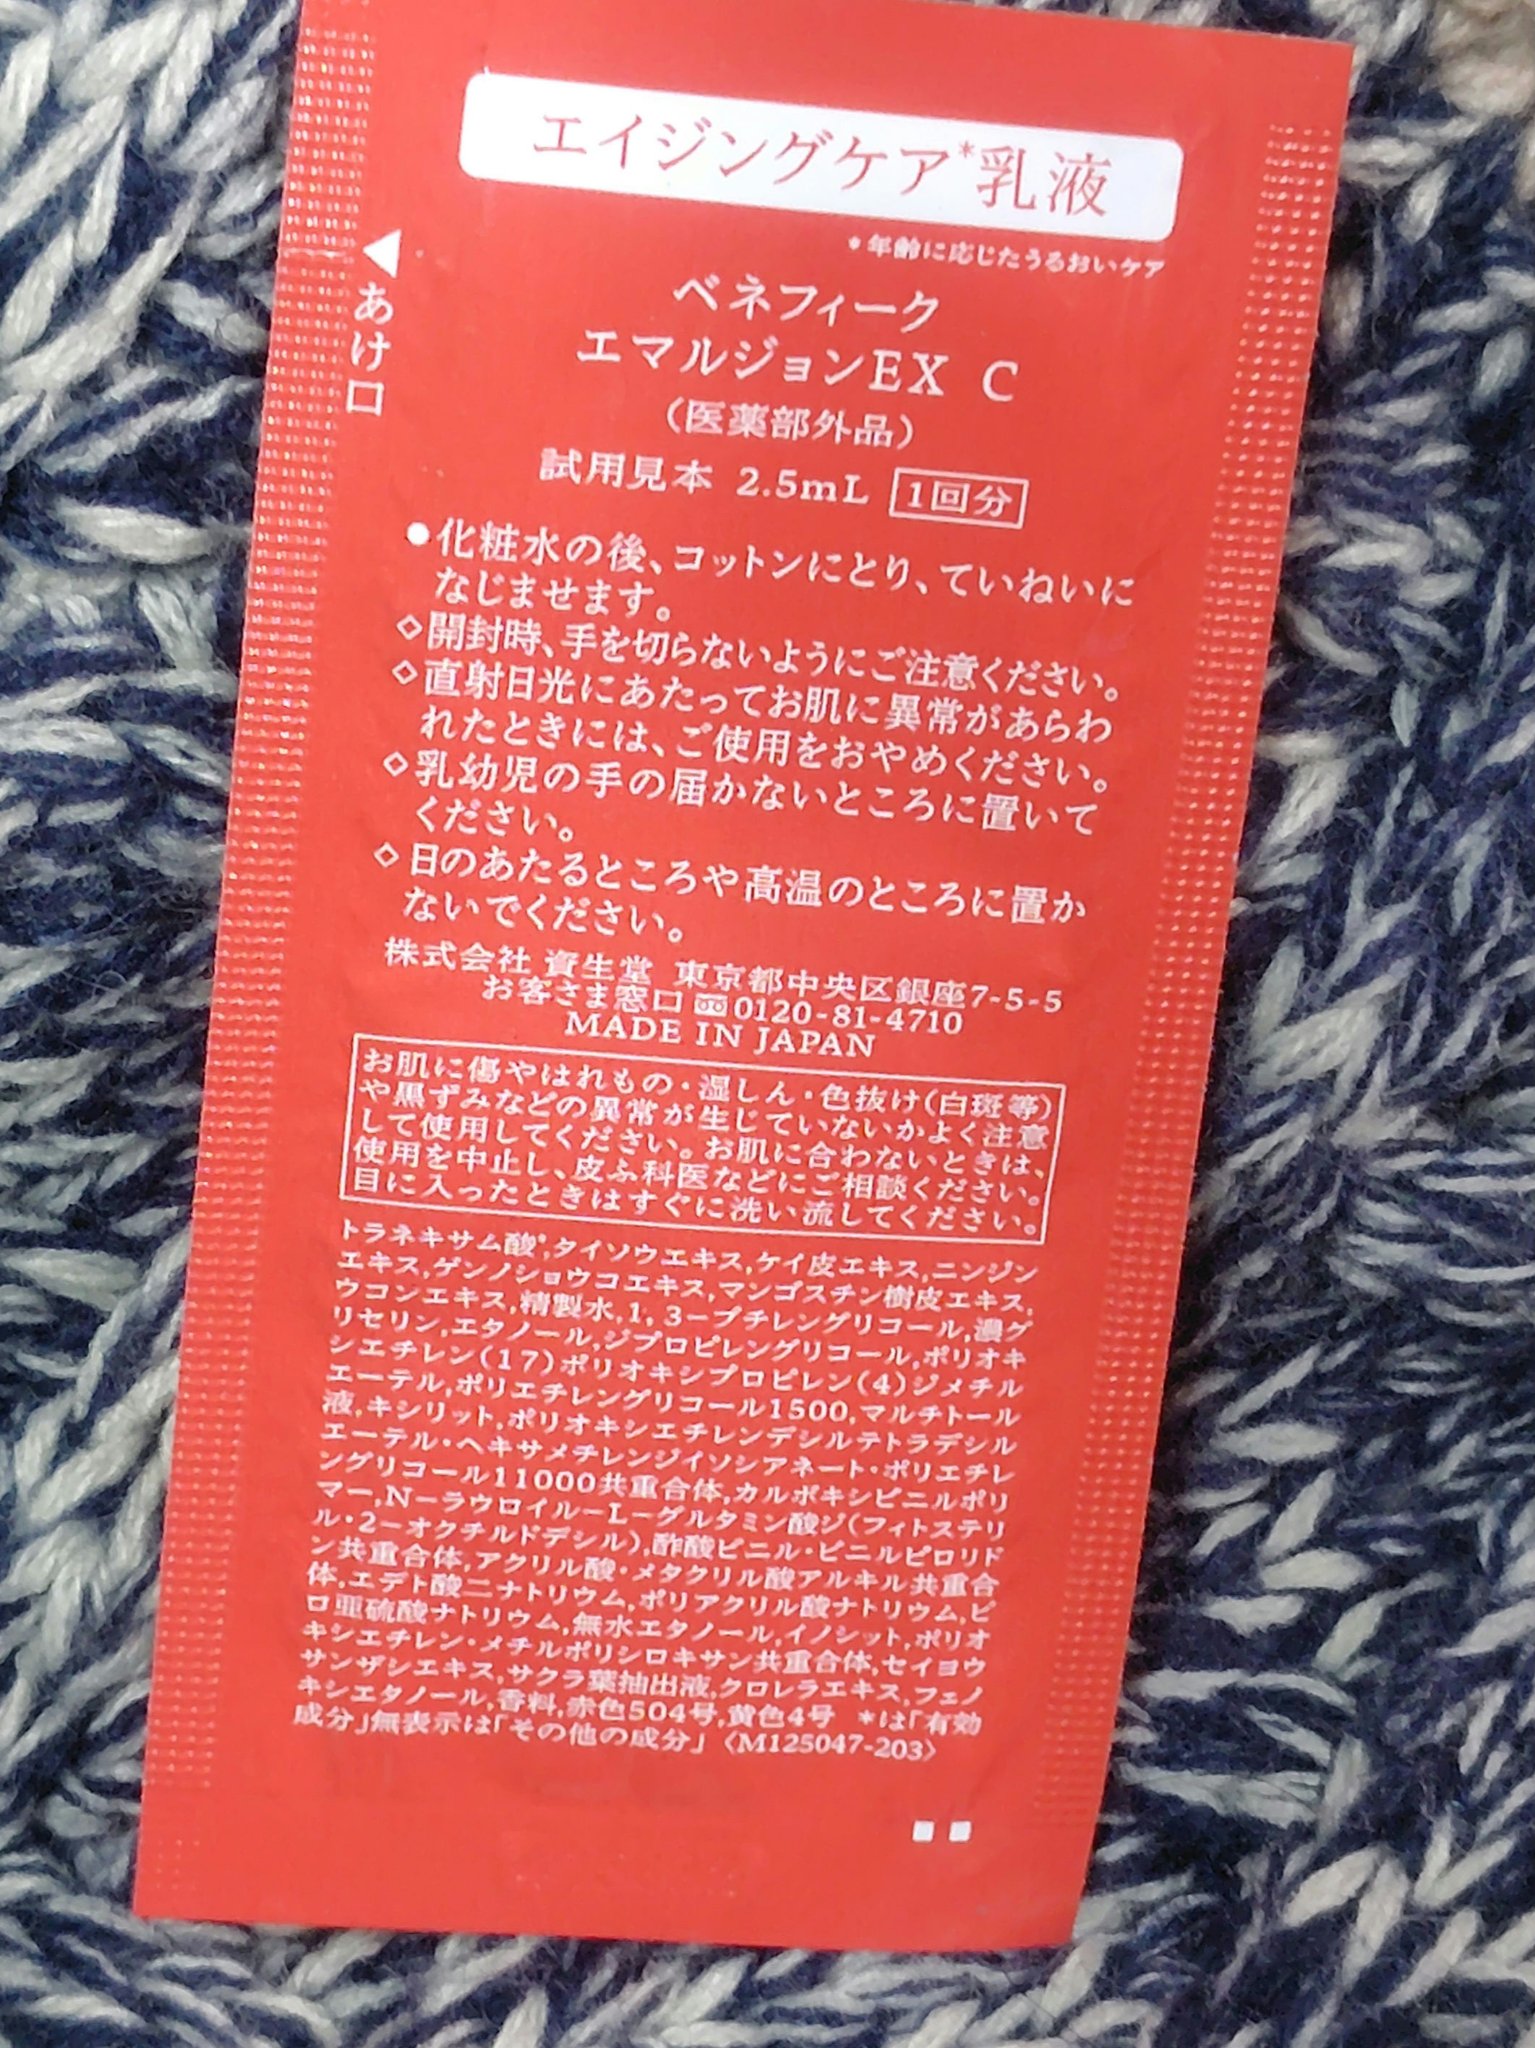 エイジングケア*乳液
*年齢に応じたうるおいケア
◀あけ口
ベネフィーク
エマルジョンEX C
(医薬部外品)
試用見本 2.5mL 1回分
●化粧水の後、コットンにとり、ていねいに
なじませます。
◇開封時、手を切らないようにご注意ください。
◇直射日光にあたってお肌に異常があらわ
れたときには、ご使用をおやめください。
◇乳幼児の手の届かないところに置いて
ください。
◇日のあたるところや高温のところに置か
ないでください。
株式会社 資生堂 東京都中央区銀座7-5-5
お客さま窓口 0120-81-4710
MADE IN JAPAN
お肌に傷やはれもの・湿しん・色抜け(白斑等)
や黒ずみなどの異常が生じていないかよく注意
して使用してください。お肌に合わないときは、
使用を中止し、皮ふ科医などにご相談ください。
目に入ったときはすぐに洗い流してください。
トラネキサム酸*,タイソウエキス,ケイ皮エキス,ニンジン
エキス,ゲンノショウコエキス,マンゴスチン樹皮エキス,
ウコンエキス,精製水,1,3-ブチレングリコール,濃グ
リセリン,エタノール,ジプロピレングリコール,ポリオキ
シエチレン(17)ポリオキシプロピレン(4)ジメチル
エーテル,ポリエチレングリコール1500,マルチトール
液,キシリット,ポリオキシエチレンデシルテトラデシル
エーテル・ヘキサメチレンジイソシアネート・ポリエチレ
ングリコール11000共重合体,カルボキシビニルポリ
マー,N-ラウロイル-L-グルタミン酸ジ(フィトステリ
ル・2-オクチルドデシル),酢酸ビニル・ビニルピロリド
ン共重合体,アクリル酸・メタクリル酸アルキル共重合
体,エデト酸二ナトリウム,ポリアクリル酸ナトリウム,ピ
ロ亜硫酸ナトリウム,無水エタノール,イノシット,ポリオ
キシエチレン・メチルポリシロキサン共重合体,セイヨウ
サンザシエキス,サクラ葉抽出液,クロレラエキス,フェノ
キシエタノール,香料,赤色504号,黄色4号 *は「有効
成分」無表示は「その他の成分」〈M125047-203〉